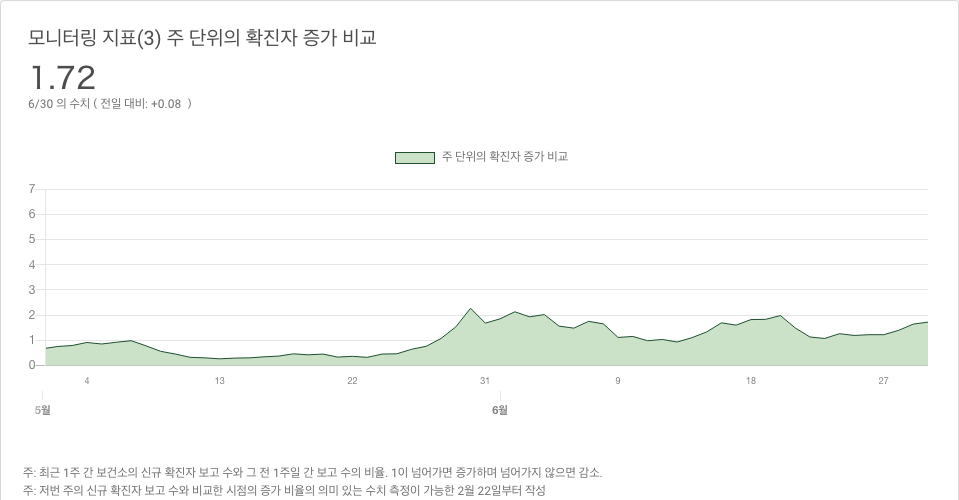 모니터링 지표(3) 주 단위의 확진자 증가 비교
1.72
6/30 의 수치 ( 전일 대비: +0.08 )
주 단위의 확진자 증가 비교
7
6
5
4
3
2
1
0
4 13 22 31 9 18 27
5월 6월
주: 최근 1주 간 보건소의 신규 확진자 보고 수와 그 전 1주일 간 보고 수의 비율. 1이 넘어가면 증가하며 넘어가지 않으면 감소.
주: 저번 주의 신규 확진자 보고 수와 비교한 시점의 증가 비율의 의미 있는 수치 측정이 가능한 2월 22일부터 작성